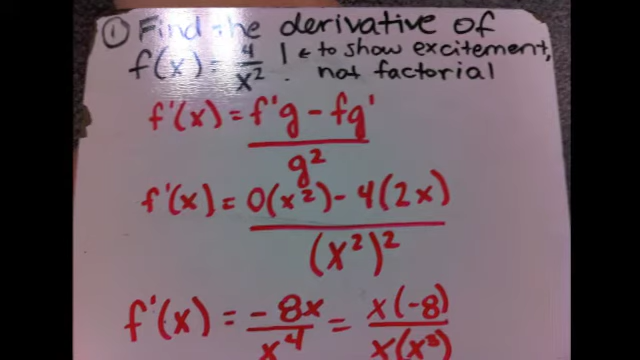 ① Find the derivative of
f(x) = 4/x² ! ← to show excitement,
not factorial
f'(x) = f'g - fg' / g²
f'(x) = 0(x²) - 4(2x) / (x²)²
f'(x) = -8x / x⁴ = x(-8) / x(x³)